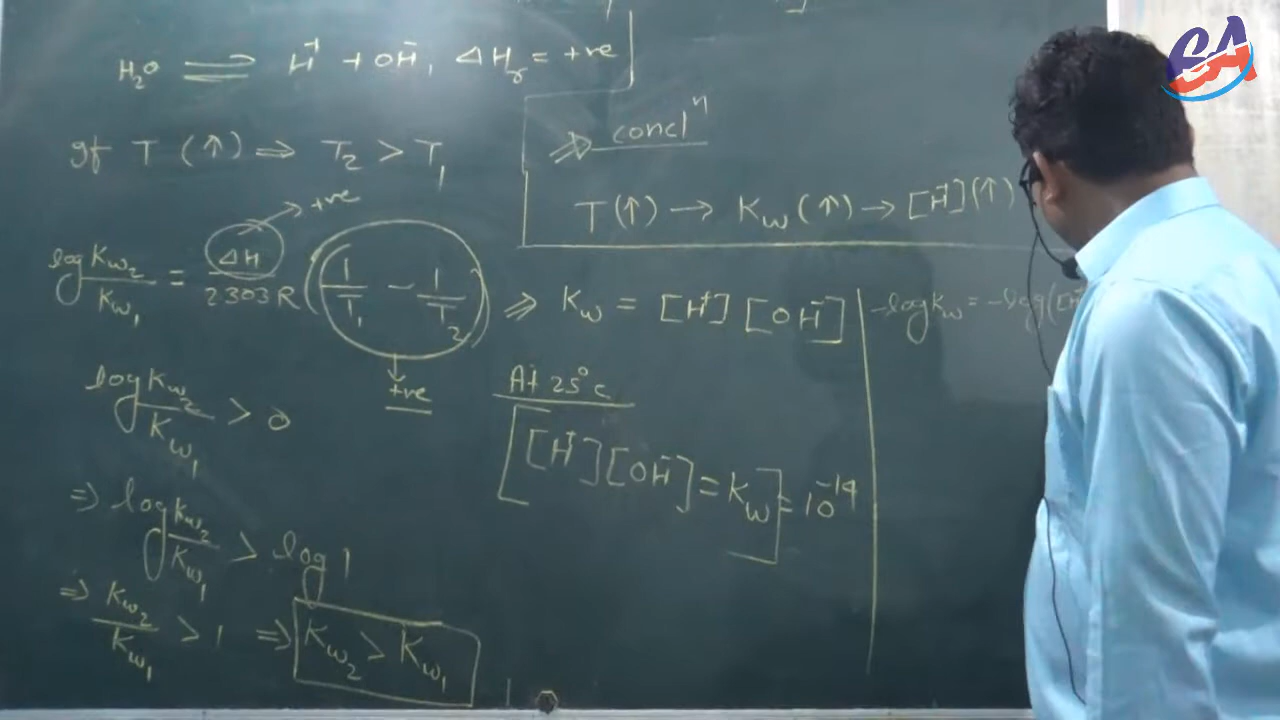 H₂O ⇌ H⁺ + OH⁻, ΔHᵣ = +ve
If T (↑) ⇒ T₂ > T₁
log Kw₂/Kw₁ = ΔH/2303R (1/T₁ − 1/T₂)
+ve
+ve
log Kw₂/Kw₁ > 0
⇒ log Kw₂/Kw₁ > log 1
⇒ Kw₂/Kw₁ > 1 ⇒ Kw₂ > Kw₁
⇒ conclⁿ
T(↑) → Kw(↑) → [H⁺](↑)
⇒ Kw = [H⁺][OH⁻]
At 25°C
[[H⁺][OH⁻] = Kw] = 10⁻¹⁴
-log Kw = -log([H
EA